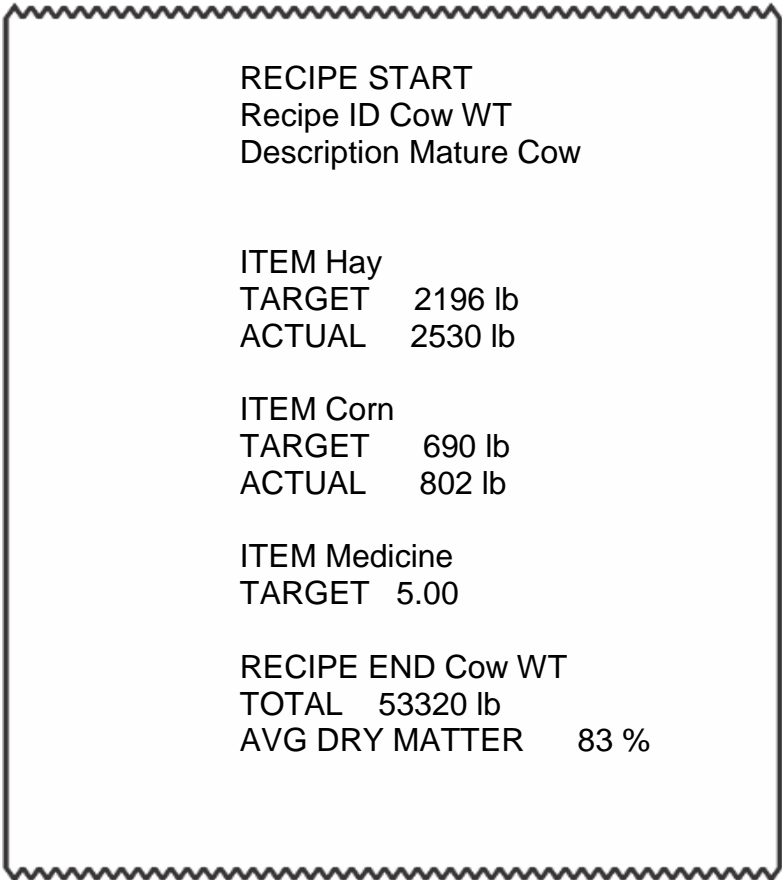 RECIPE START
Recipe ID Cow WT
Description Mature Cow
ITEM Hay
TARGET 2196 lb
ACTUAL 2530 lb
ITEM Corn
TARGET 690 lb
ACTUAL 802 lb
ITEM Medicine
TARGET 5.00
RECIPE END Cow WT
TOTAL 53320 lb
AVG DRY MATTER 83 %